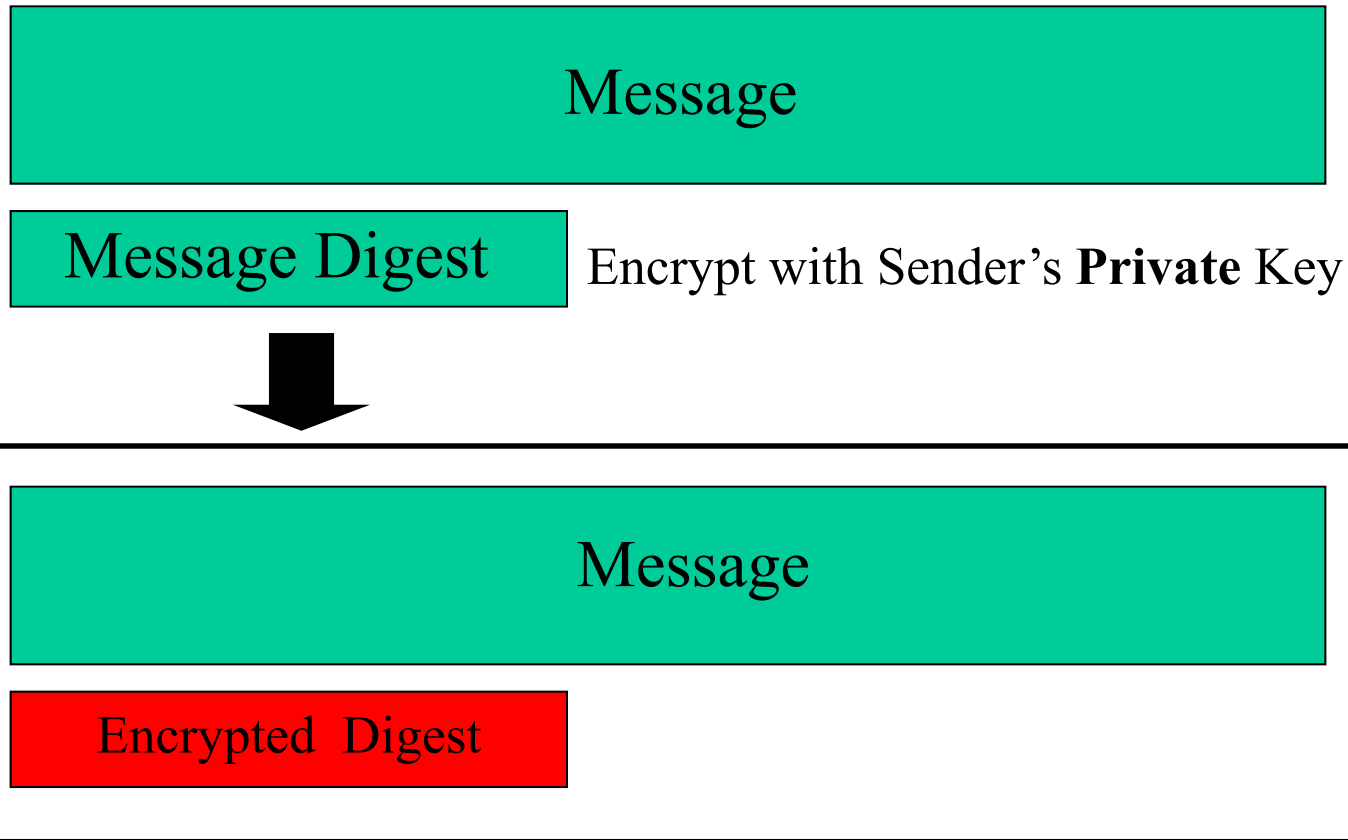 Message
Message Digest
Encrypt with Sender’s Private Key
Message
Encrypted Digest